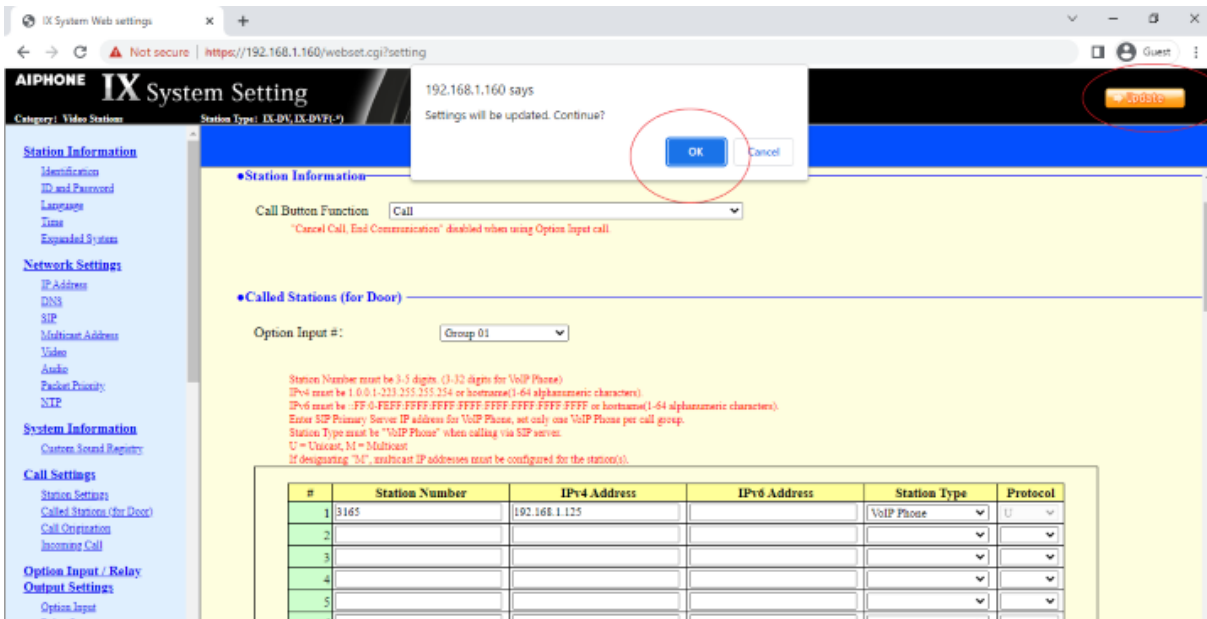 IX System Web settings
Not secure https://192.168.1.160/webset.cgi?setting
Guest
AIPHONE IX System Setting
Category: Video Stations Station Type: IX-DV, IX-DVF(-*)
Update
192.168.1.160 says
Settings will be updated. Continue?
OK Cancel
Station Information
Identification
ID and Password
Language
Time
Expanded System
Network Settings
IP Address
DNS
SIP
Multicast Address
Video
Audio
Packet Priority
NTP
System Information
Custom Sound Registry
Call Settings
Station Settings
Called Stations (for Door)
Call Origination
Incoming Call
Option Input / Relay
Output Settings
Option Input
●Station Information
Call Button Function Call
"Cancel Call, End Communication" disabled when using Option Input call.
●Called Stations (for Door)
Option Input #: Group 01
Station Number must be 3-5 digits. (3-32 digits for VoIP Phone)
IPv4 must be 1.0.0.1-223.255.255.254 or hostname(1-64 alphanumeric characters).
IPv6 must be ::FF:0-FEFF:FFFF:FFFF:FFFF:FFFF:FFFF:FFFF:FFFF or hostname(1-64 alphanumeric characters).
Enter SIP Primary Server IP address for VoIP Phone, set only one VoIP Phone per call group.
Station Type must be "VoIP Phone" when calling via SIP server.
U = Unicast, M = Multicast
If designating "M", multicast IP addresses must be configured for the station(s).
# Station Number IPv4 Address IPv6 Address Station Type Protocol
1 3165 192.168.1.125 VoIP Phone U
2
3
4
5